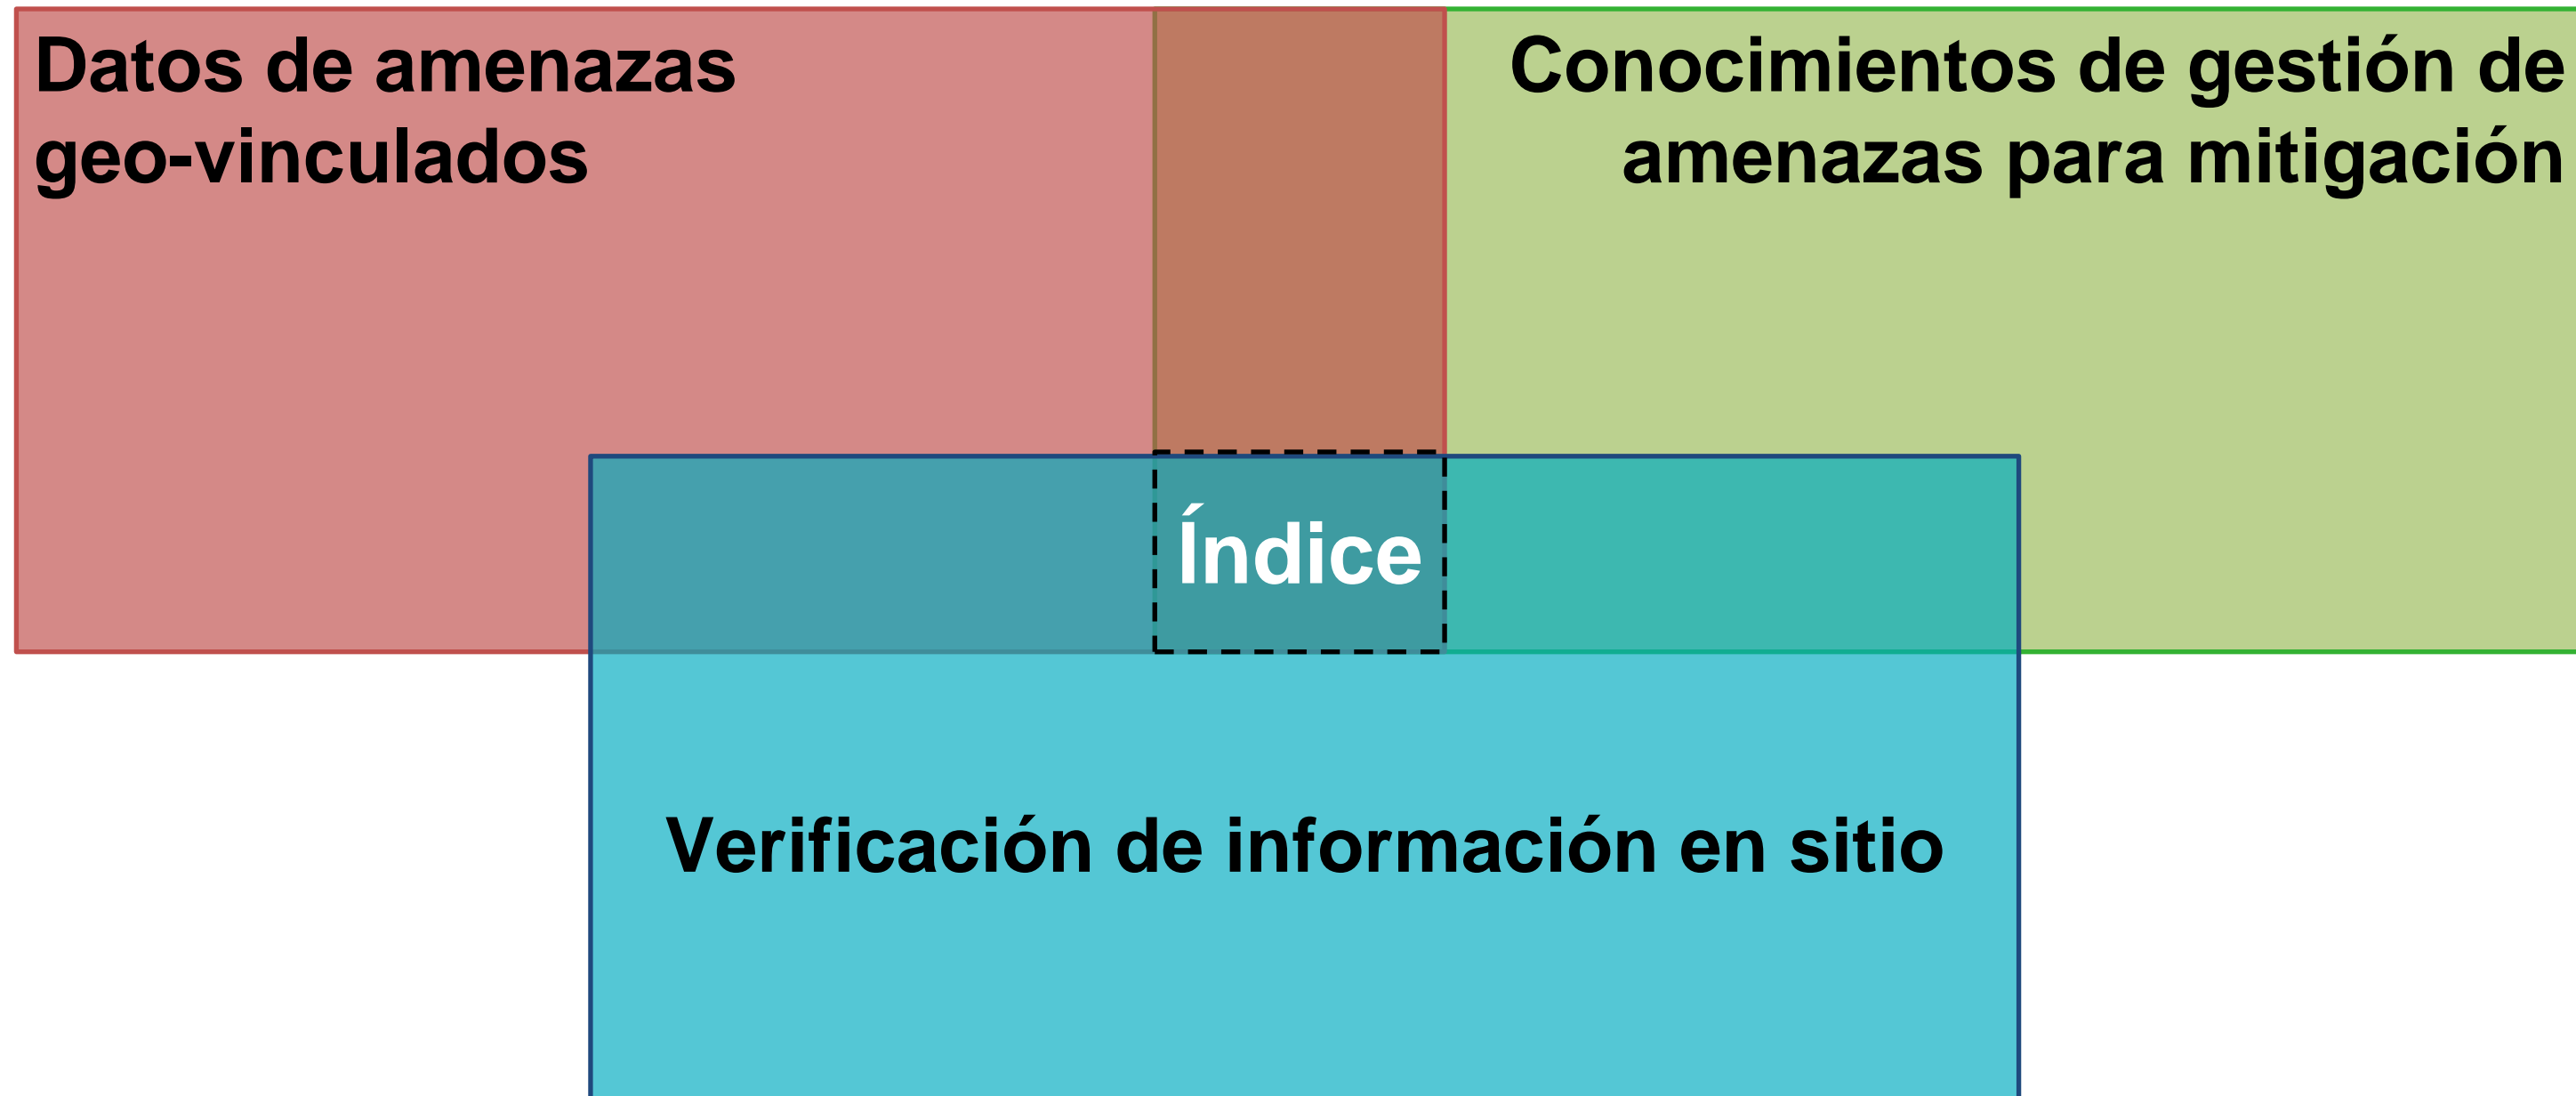 Datos de amenazas
geo-vinculados
Conocimientos de gestión de
amenazas para mitigación
Índice
Verificación de información en sitio